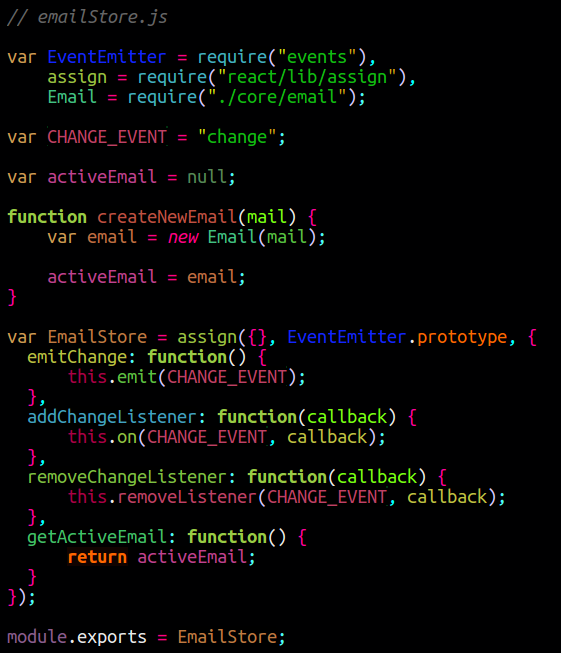 // emailStore.js
var EventEmitter = require("events"),
    assign = require("react/lib/assign"),
    Email = require("./core/email");
var CHANGE_EVENT = "change";
var activeEmail = null;
function createNewEmail(mail) {
    var email = new Email(mail);
    activeEmail = email;
}
var EmailStore = assign({}, EventEmitter.prototype, {
  emitChange: function() {
      this.emit(CHANGE_EVENT);
  },
  addChangeListener: function(callback) {
      this.on(CHANGE_EVENT, callback);
  },
  removeChangeListener: function(callback) {
      this.removeListener(CHANGE_EVENT, callback);
  },
  getActiveEmail: function() {
      return activeEmail;
  }
});
module.exports = EmailStore;